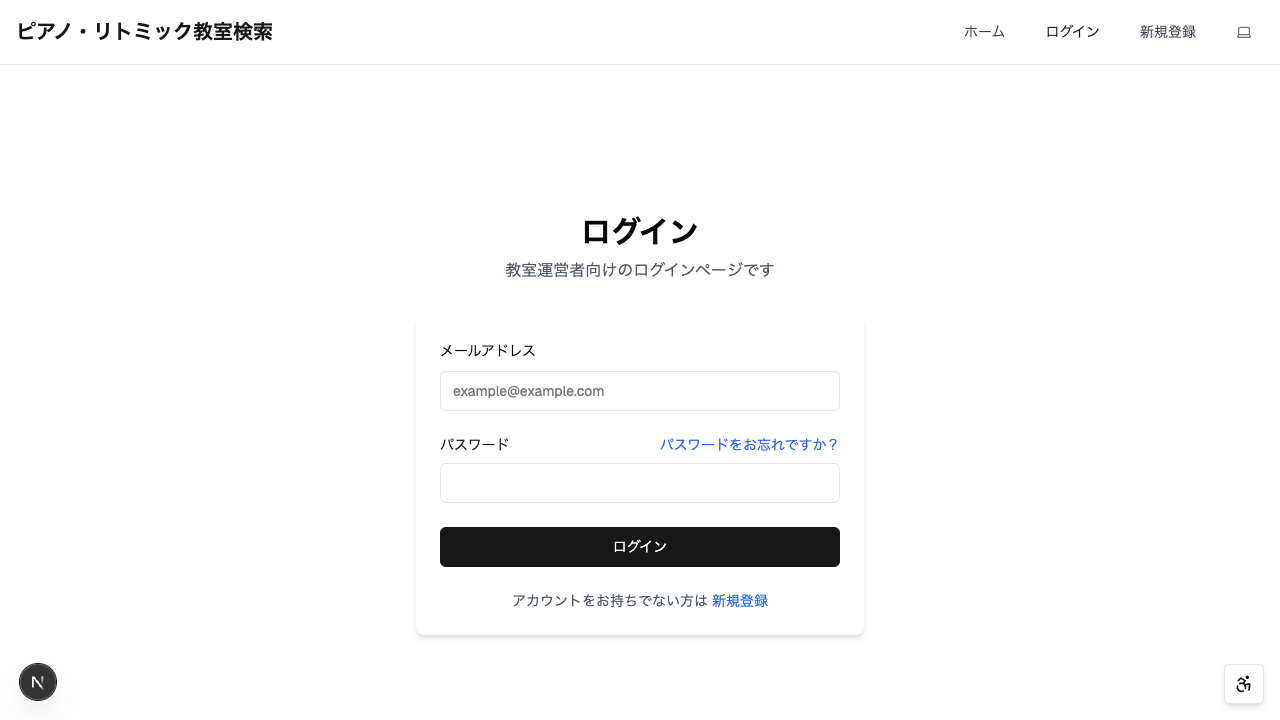 ピアノ・リトミック教室検索
ホーム
ログイン
新規登録
ログイン
教室運営者向けのログインページです
メールアドレス
example@example.com
パスワード
パスワードをお忘れですか？
ログイン
アカウントをお持ちでない方は 新規登録
N